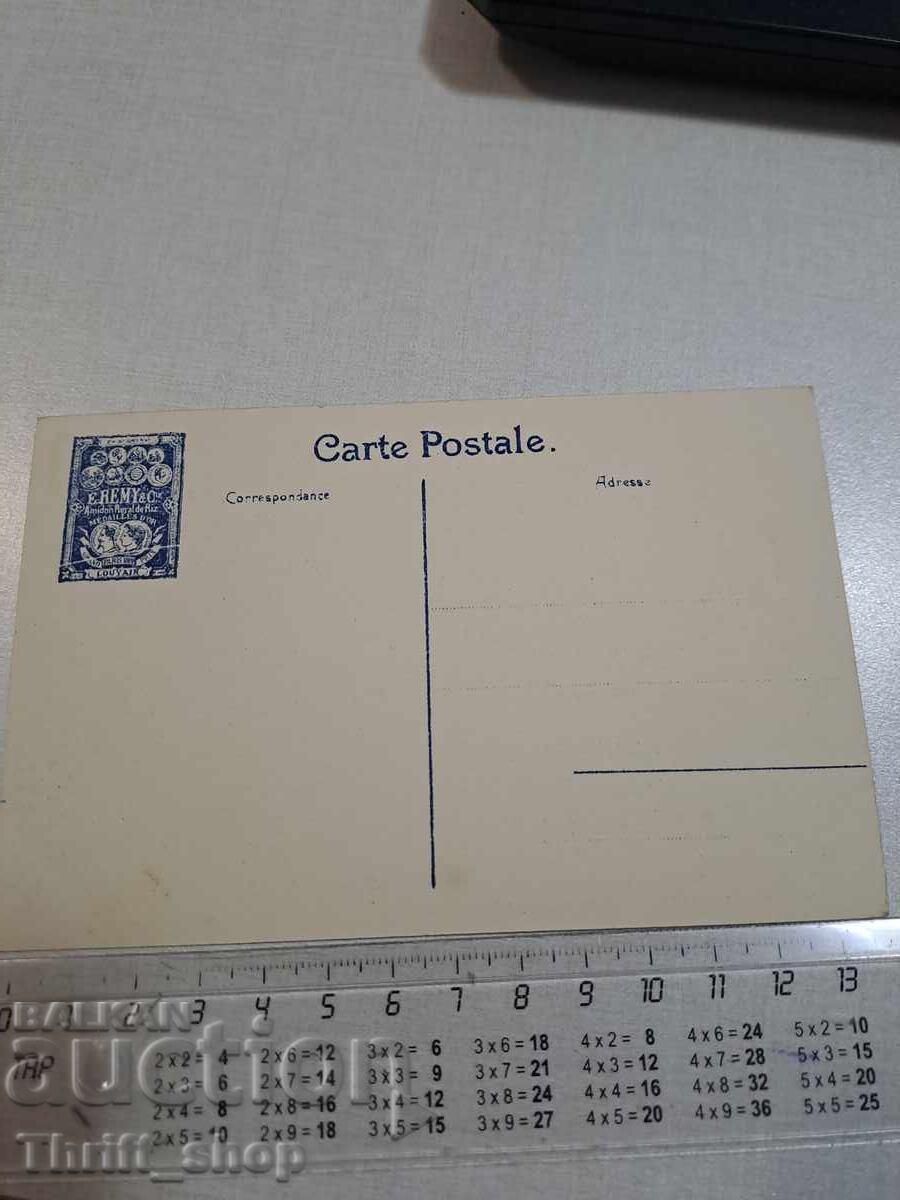 Carte Postale.
Correspondance
Adresse
E. REMY & Cie
Amidon Royal de Riz
MÉDAILLES D'OR
LOUVAIN
0 1 2 3 4 5 6 7 8 9 10 11 12 13
2 x 2 = 4 2 x 6 = 12 3 x 2 = 6 3 x 6 = 18 4 x 2 = 8 4 x 6 = 24 5 x 2 = 10
2 x 3 = 6 2 x 7 = 14 3 x 3 = 9 3 x 7 = 21 4 x 3 = 12 4 x 7 = 28 5 x 3 = 15
2 x 4 = 8 2 x 8 = 16 3 x 4 = 12 3 x 8 = 24 4 x 4 = 16 4 x 8 = 32 5 x 4 = 20
2 x 5 = 10 2 x 9 = 18 3 x 5 = 15 3 x 9 = 27 4 x 5 = 20 4 x 9 = 36 5 x 5 = 25
BALKAN
auction
Thrift_shop